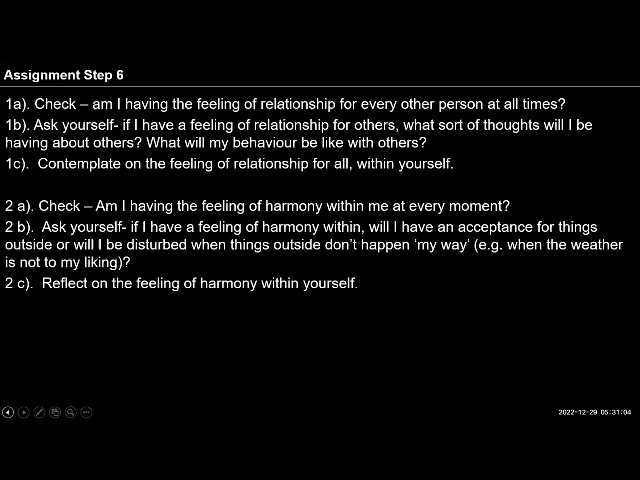 Assignment Step 6
1a). Check – am I having the feeling of relationship for every other person at all times?
1b). Ask yourself- if I have a feeling of relationship for others, what sort of thoughts will I be
having about others? What will my behaviour be like with others?
1c).  Contemplate on the feeling of relationship for all, within yourself.
2 a). Check – Am I having the feeling of harmony within me at every moment?
2 b).  Ask yourself- if I have a feeling of harmony within, will I have an acceptance for things
outside or will I be disturbed when things outside don't happen 'my way' (e.g. when the weather
is not to my liking)?
2 c).  Reflect on the feeling of harmony within yourself.
2022-12-29 05:31:04